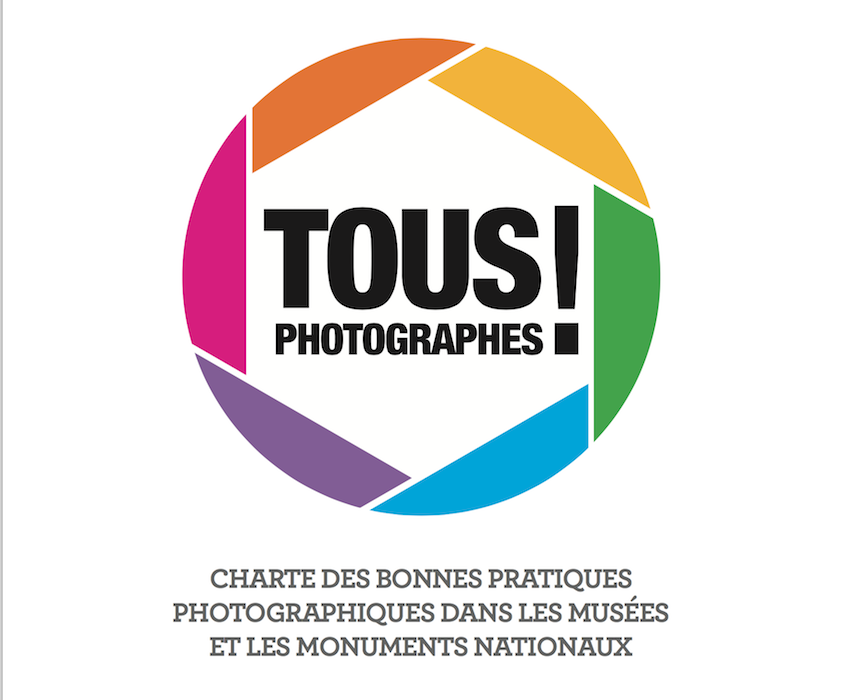 TOUS!
PHOTOGRAPHES
CHARTE DES BONNES PRATIQUES
PHOTOGRAPHIQUES DANS LES MUSÉES
ET LES MONUMENTS NATIONAUX